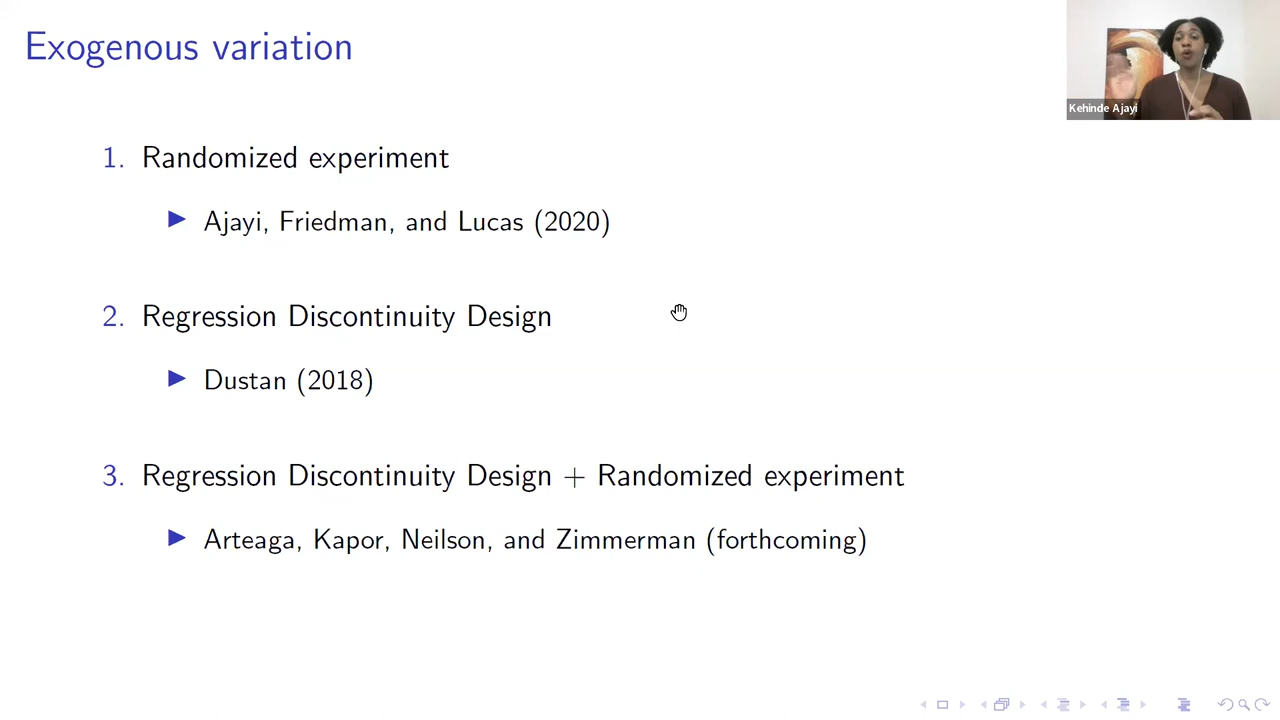 Exogenous variation
Kehinde Ajayi
1. Randomized experiment
▶ Ajayi, Friedman, and Lucas (2020)
2. Regression Discontinuity Design
▶ Dustan (2018)
3. Regression Discontinuity Design + Randomized experiment
▶ Arteaga, Kapor, Neilson, and Zimmerman (forthcoming)